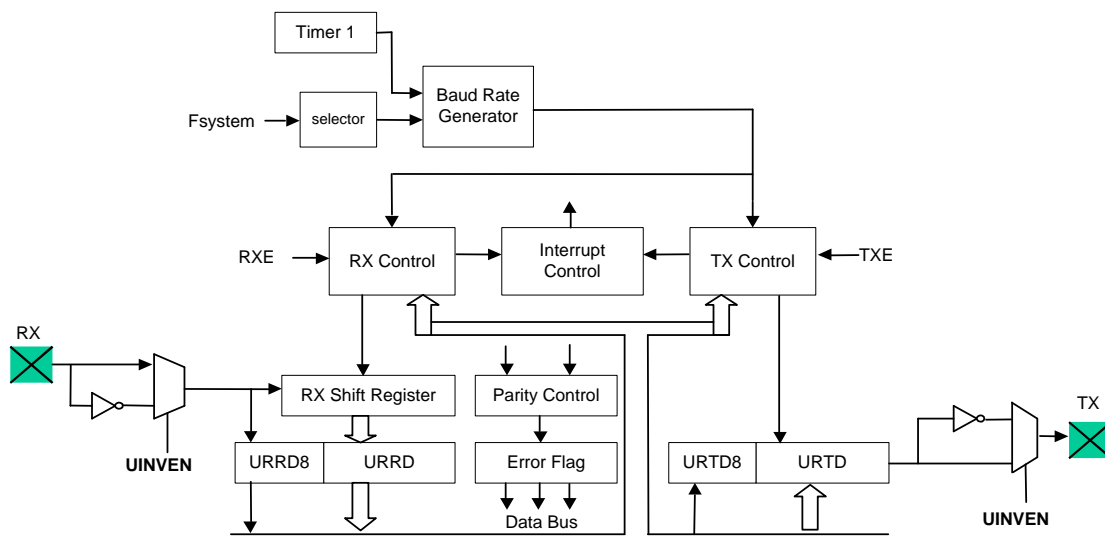 Timer 1
Baud Rate
Generator
Fsystem
selector
RXE
RX Control
Interrupt
Control
TX Control
TXE
RX
RX Shift Register
Parity Control
TX
UINVEN
URRD8
URRD
Error Flag
URTD8
URTD
Data Bus
UINVEN